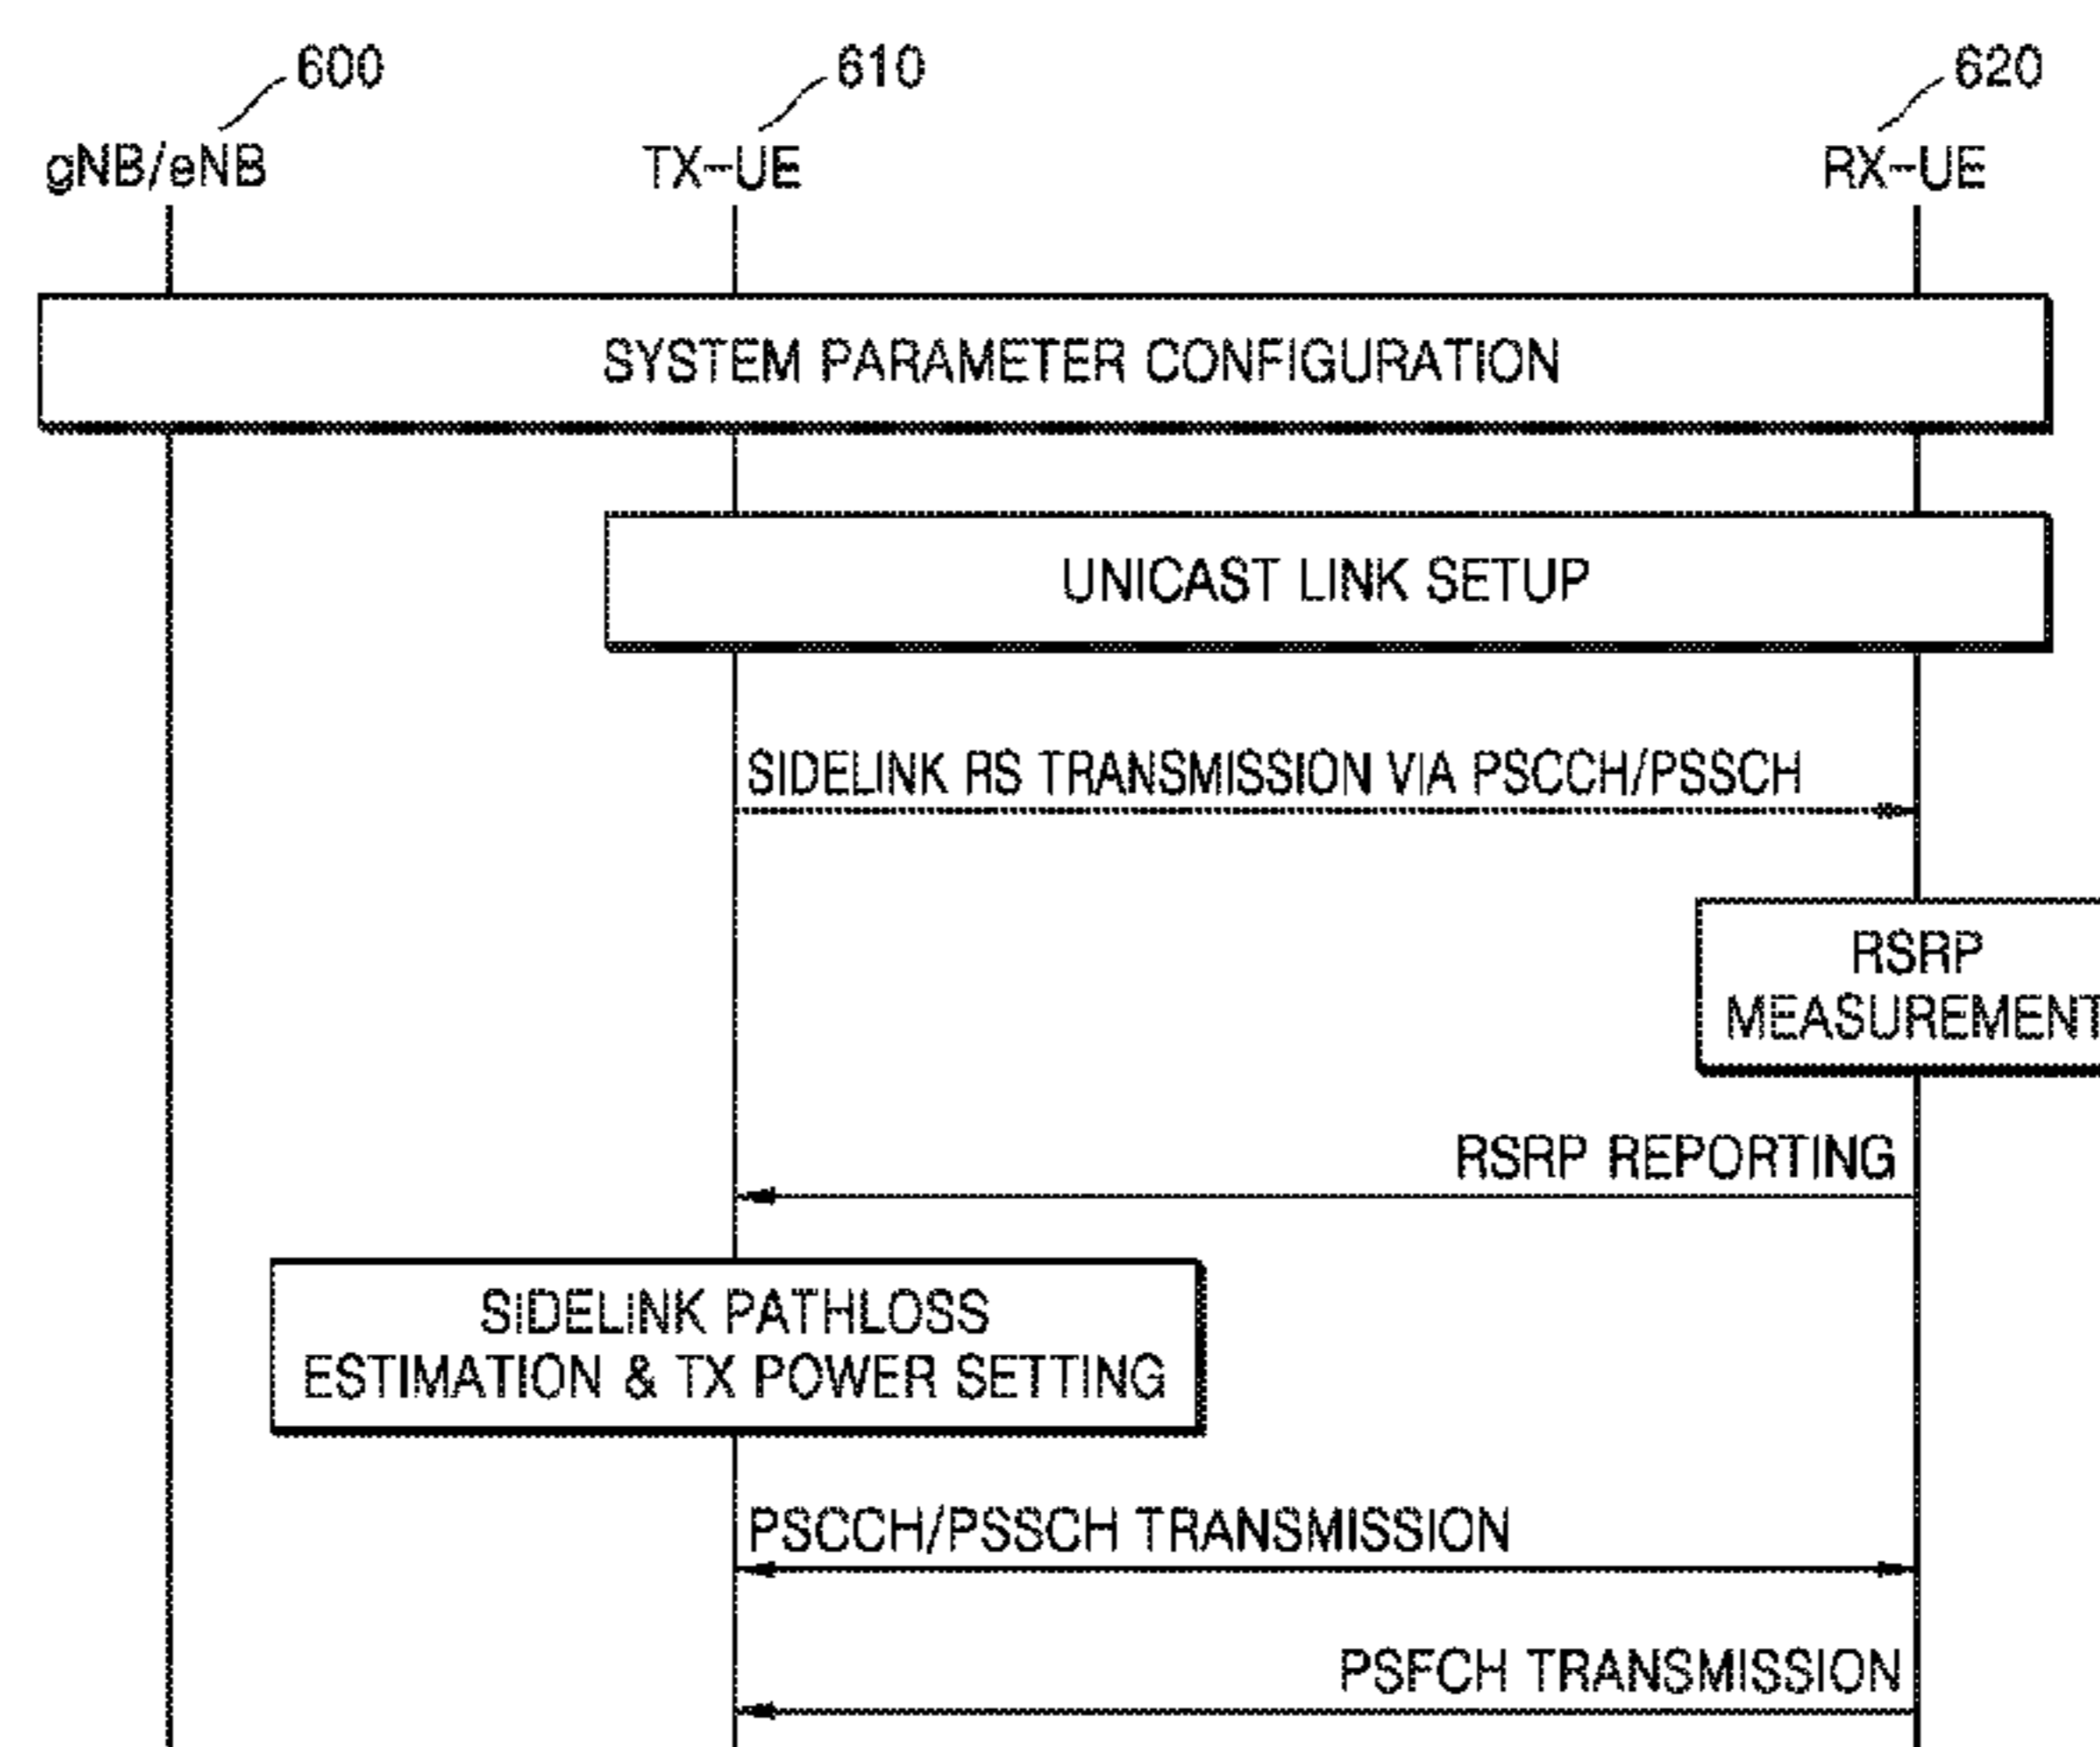 600
610
620
gNB/eNB
TX-UE
RX-UE
SYSTEM PARAMETER CONFIGURATION
UNICAST LINK SETUP
SIDELINK RS TRANSMISSION VIA PSCCH/PSSCH
RSRP
MEASUREMENT
RSRP REPORTING
SIDELINK PATHLOSS
ESTIMATION & TX POWER SETTING
PSCCH/PSSCH TRANSMISSION
PSFCH TRANSMISSION